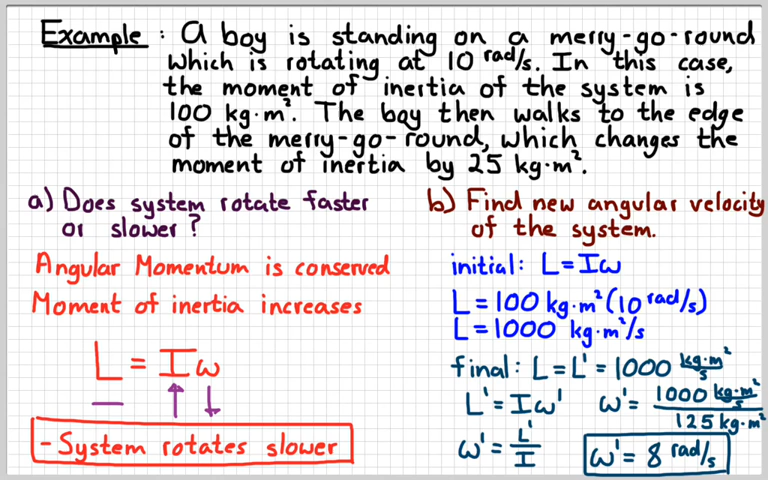 Example : A boy is standing on a merry-go-round
which is rotating at 10 rad/s. In this case,
the moment of inertia of the system is
100 kg·m². The boy then walks to the edge
of the merry-go-round, which changes the
moment of inertia by 25 kg·m².
a) Does system rotate faster
or slower?
Angular Momentum is conserved
Moment of inertia increases
L = Iω
— ↑ ↓
- System rotates slower
b) Find new angular velocity
of the system.
initial: L = Iω
L = 100 kg·m² (10 rad/s)
L = 1000 kg·m²/s
final: L = L' = 1000 kg·m²/s
L' = Iω' ω' = 1000 kg·m²/s / 125 kg·m²
ω' = L'/I
ω' = 8 rad/s